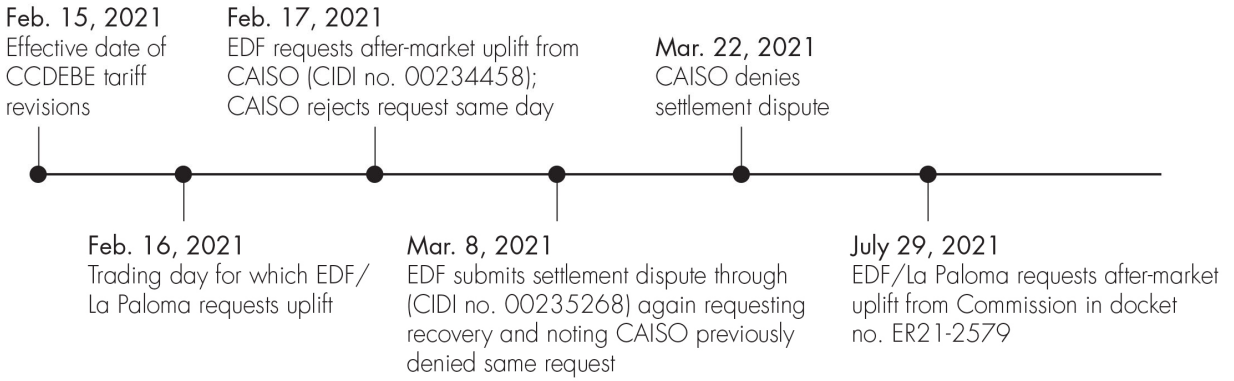 Feb. 15, 2021
Effective date of
CCDEBE tariff
revisions
Feb. 16, 2021
Trading day for which EDF/
La Paloma requests uplift
Feb. 17, 2021
EDF requests after-market uplift from
CAISO (CIDI no. 00234458);
CAISO rejects request same day
Mar. 8, 2021
EDF submits settlement dispute through
(CIDI no. 00235268) again requesting
recovery and noting CAISO previously
denied same request
Mar. 22, 2021
CAISO denies
settlement dispute
July 29, 2021
EDF/La Paloma requests after-market
uplift from Commission in docket
no. ER21-2579